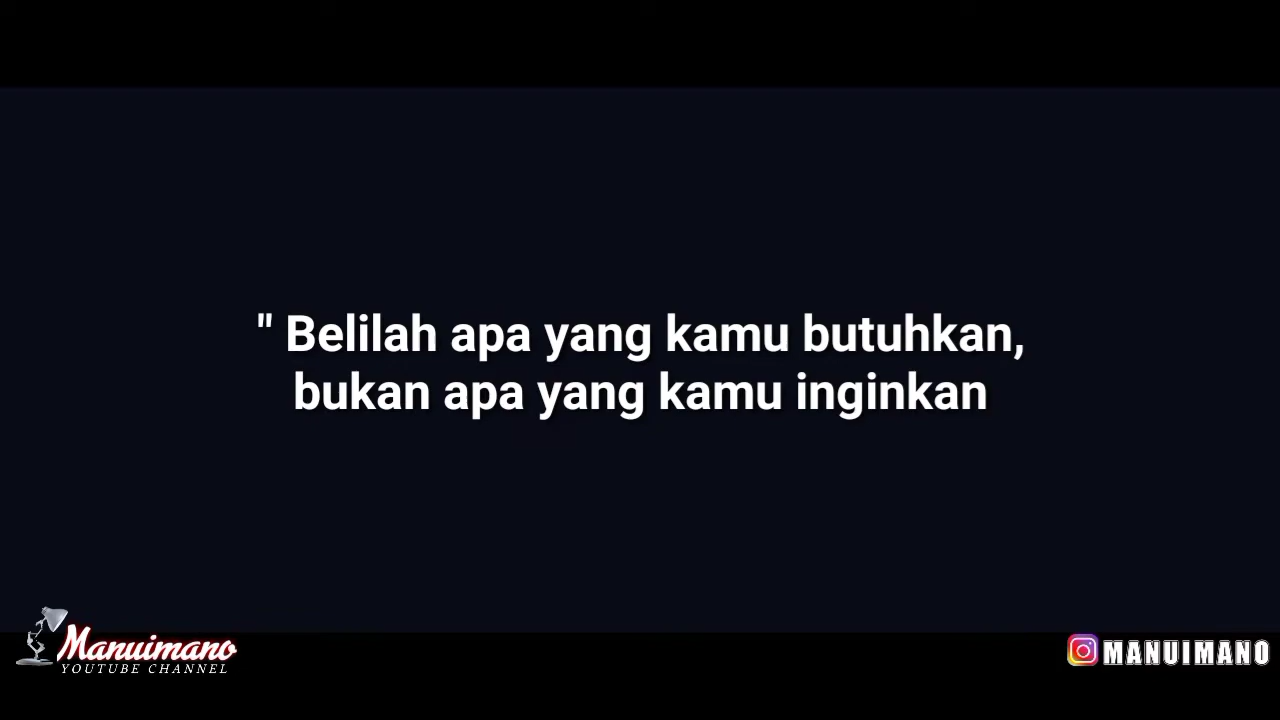 " Belilah apa yang kamu butuhkan,
bukan apa yang kamu inginkan
Manuimano
YOUTUBE CHANNEL
MANUIMANO